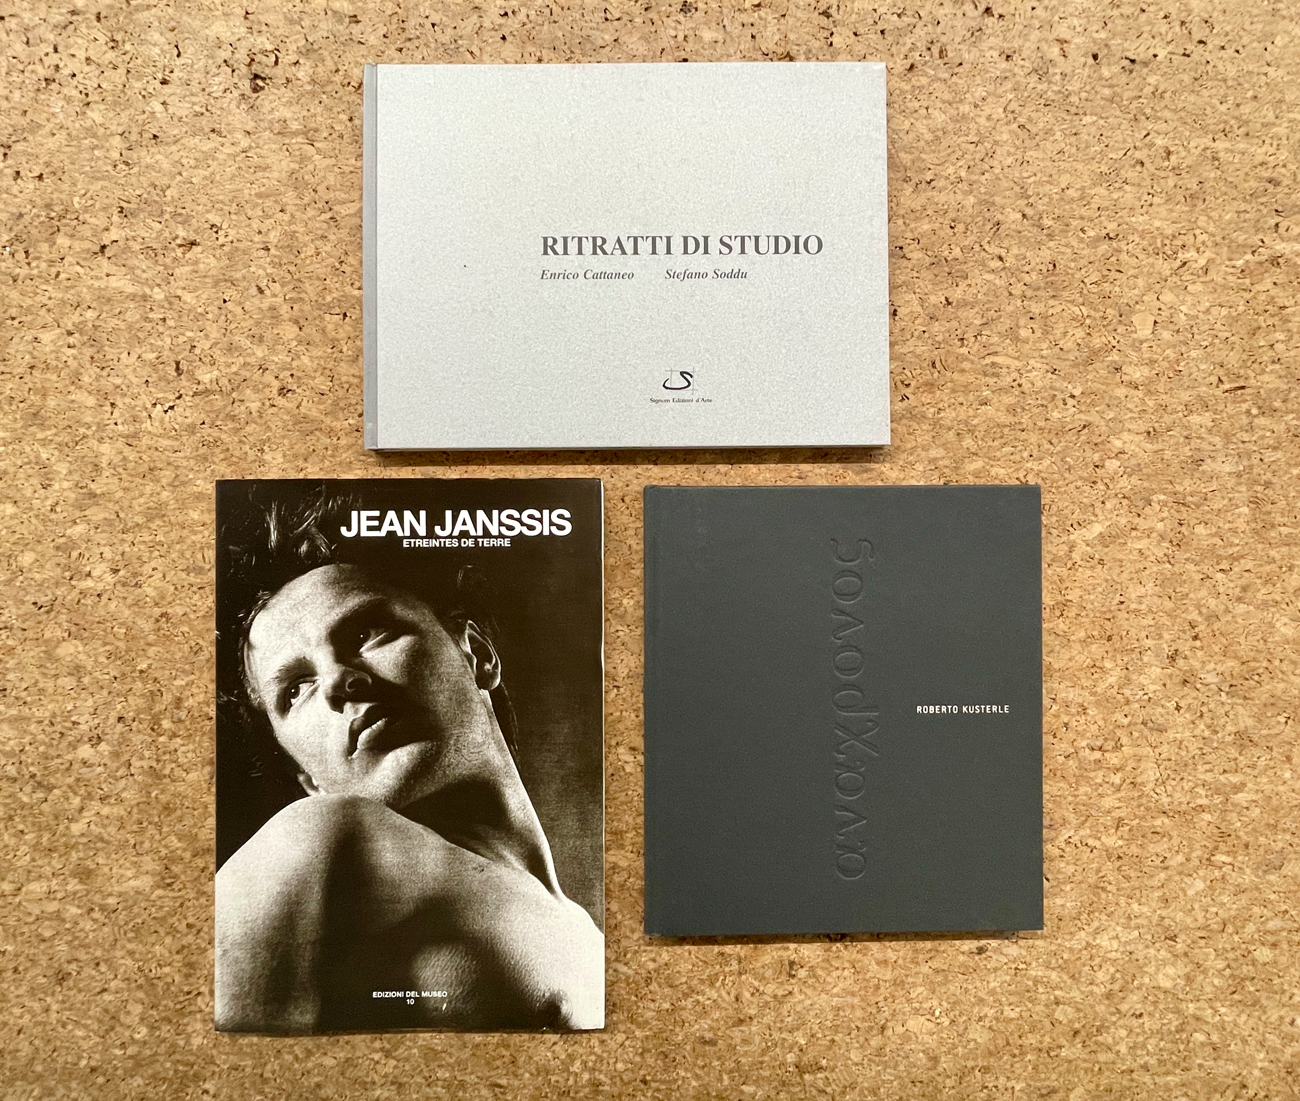 RITRATTI DI STUDIO
Enrico Cattaneo Stefano Soddu
Signum Edizioni d'Arte
JEAN JANSSIS
ETREINTES DE TERRE
EDIZIONI DEL MUSEO
10
ROBERTO KUSTERLE